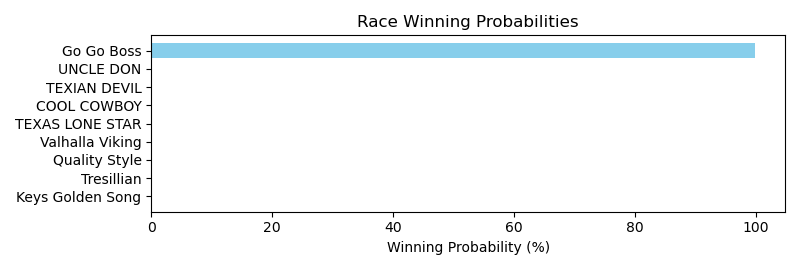 Race Winning Probabilities
Go Go Boss
UNCLE DON
TEXIAN DEVIL
COOL COWBOY
TEXAS LONE STAR
Valhalla Viking
Quality Style
Tresillian
Keys Golden Song
0 20 40 60 80 100
Winning Probability (%)